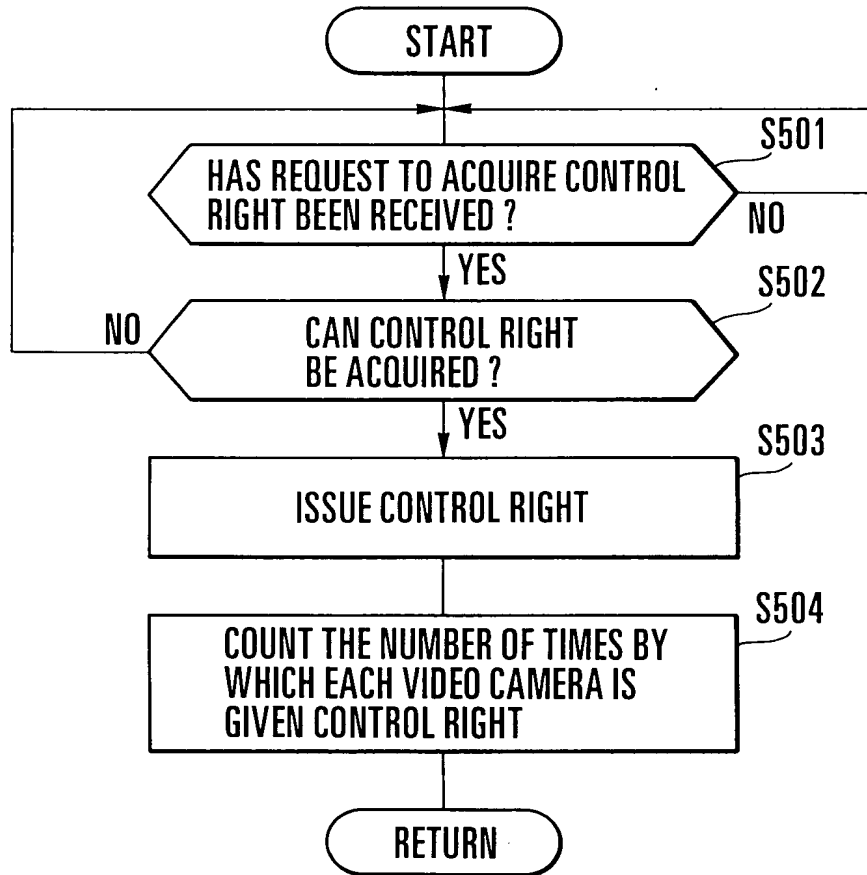 START
S501
HAS REQUEST TO ACQUIRE CONTROL
RIGHT BEEN RECEIVED ?
NO
YES
S502
NO
CAN CONTROL RIGHT
BE ACQUIRED ?
YES
S503
ISSUE CONTROL RIGHT
S504
COUNT THE NUMBER OF TIMES BY
WHICH EACH VIDEO CAMERA IS
GIVEN CONTROL RIGHT
RETURN